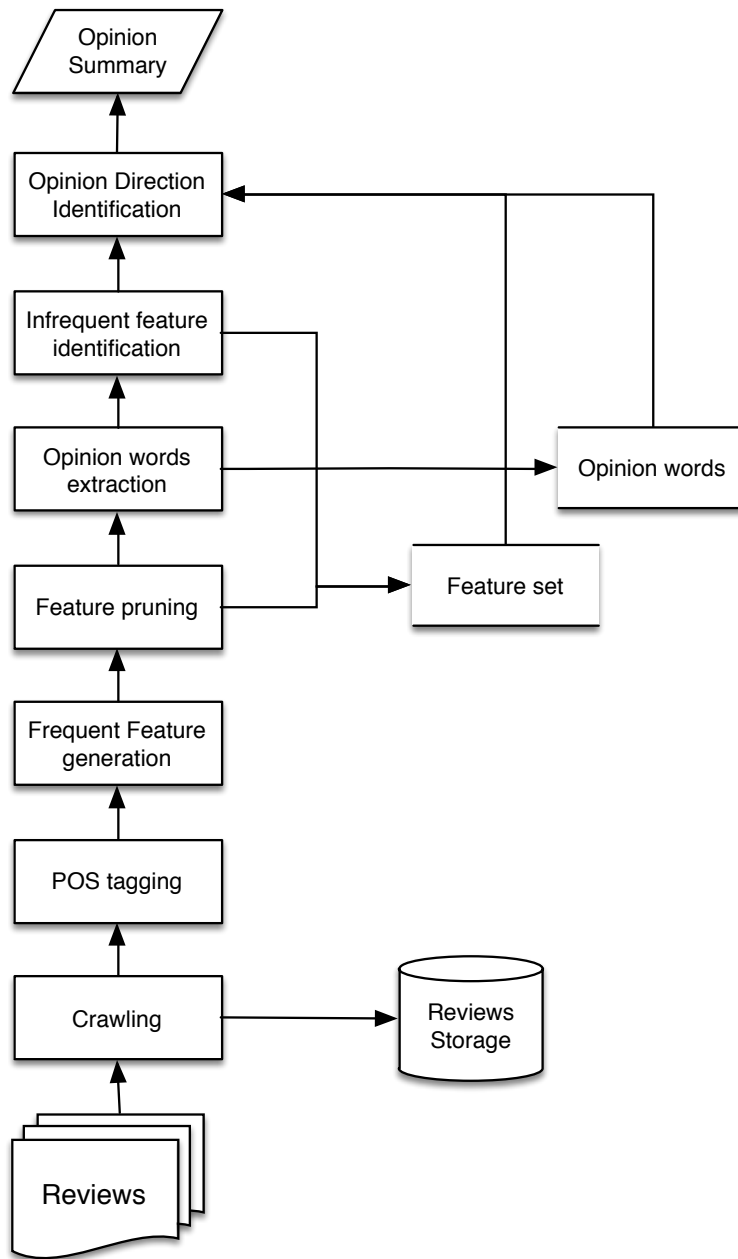 Opinion
Summary
Opinion Direction
Identification
Infrequent feature
identification
Opinion words
extraction
Opinion words
Feature pruning
Feature set
Frequent Feature
generation
POS tagging
Crawling
Reviews
Storage
Reviews